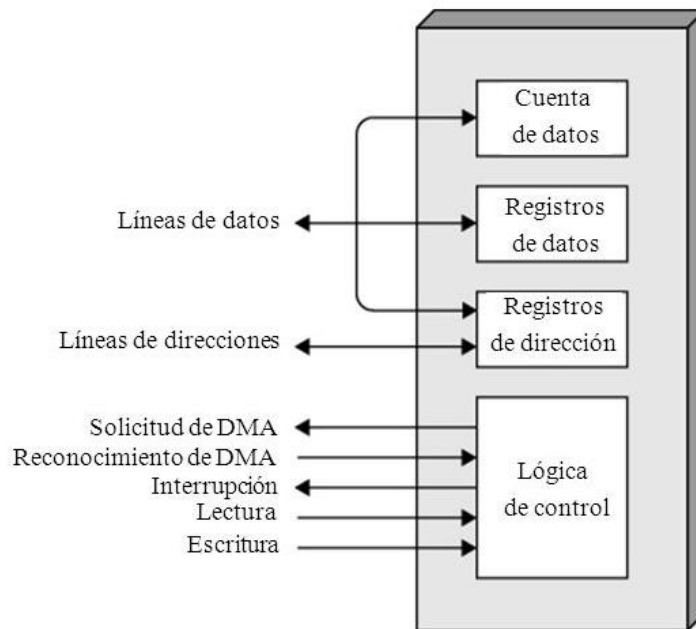 Cuenta
de datos
Líneas de datos
Registros
de datos
Registros
de dirección
Líneas de direcciones
Solicitud de DMA
Reconocimiento de DMA
Interrupción
Lectura
Escritura
Lógica
de control